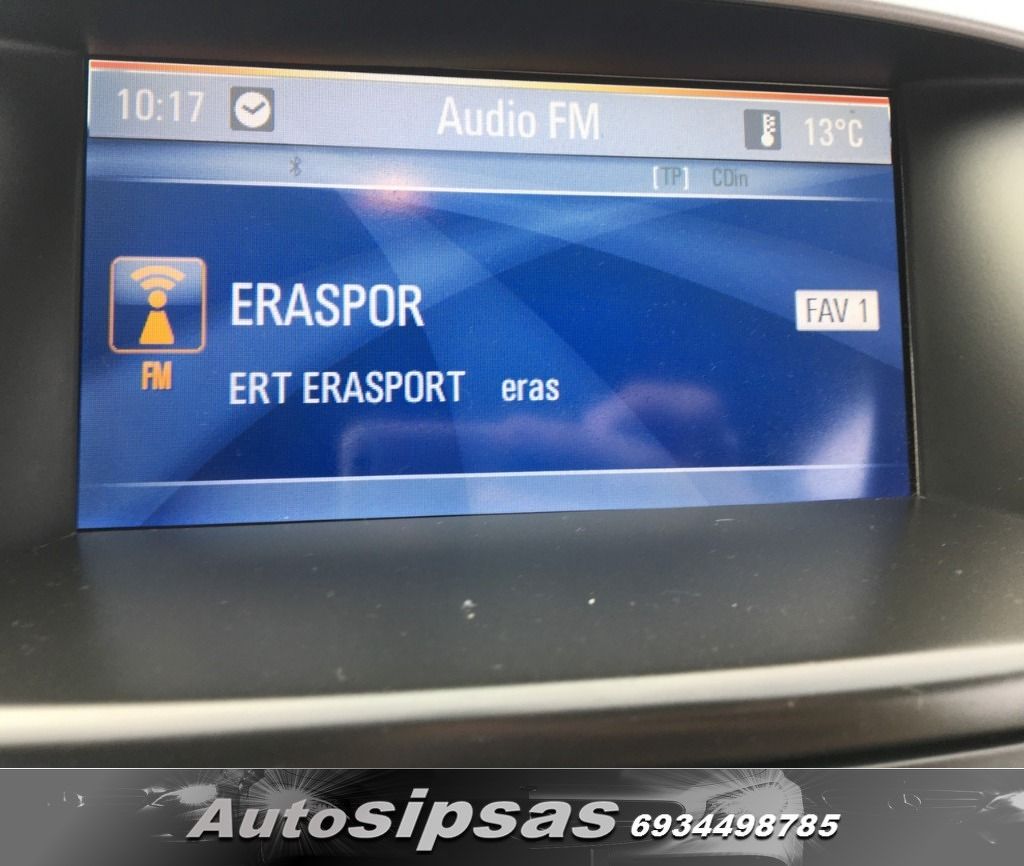 10:17 Audio FM 13°C
[TP] CDin
ERASPOR FAV 1
FM
ERT ERASPORT eras
Autosipsas 6934498785